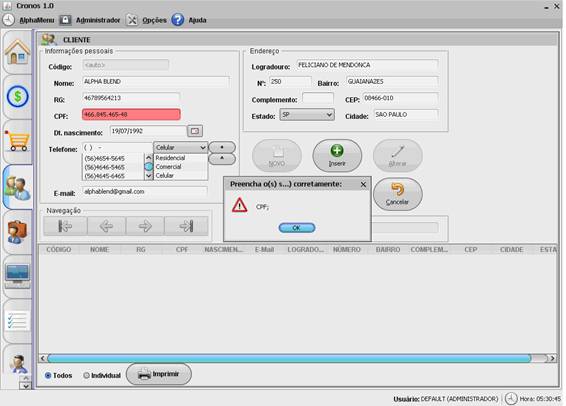 Cronos 1.0
AlphaMenu Administrador Opções Ajuda
CLIENTE
Informações pessoais
Código: <auto>
Nome: ALPHA BLEND
RG: 46789564213
CPF: 466.845.465-48
Dt. nascimento: 19/07/1992
Telefone: ( ) - Celular
(56)4654-5645 Residencial
(56)4646-5465 Comercial
(56)4645-6465 Celular
E-mail: alphablend@gmail.com
Endereço
Logradouro: FELICIANO DE MENDONCA
Nº: 250 Bairro: GUAIANAZES
Complemento: CEP: 08466-010
Estado: SP Cidade: SAO PAULO
NOVO Inserir Alterar
Cancelar
Preencha o(s) s...) corretamente: X
CPF;
OK
Navegação
CÓDIGO NOME RG CPF NASCIMEN... E-Mail LOGRADO... NÚMERO BAIRRO COMPLEM... CEP CIDADE ESTA
Todos Individual Imprimir
Usuário: DEFAULT (ADMINISTRADOR) Hora: 05:30:45